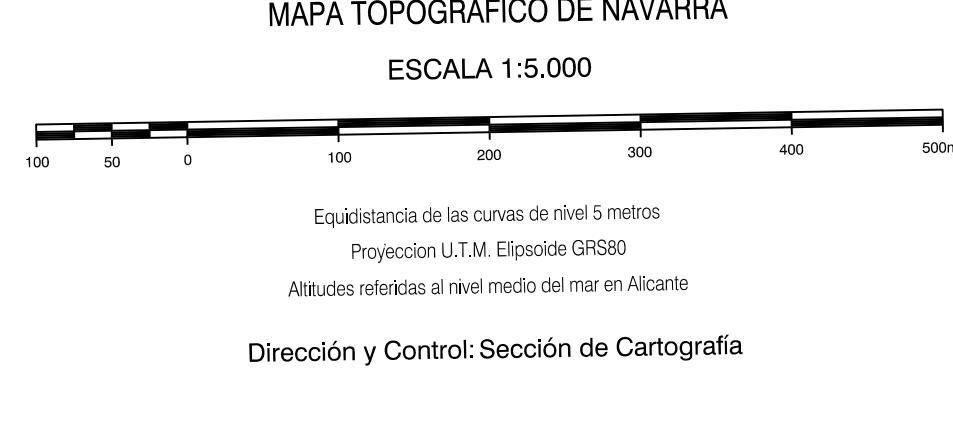 MAPA TOPOGRAFICO DE NAVARRA
ESCALA 1:5.000
100 50 0 100 200 300 400 500m
Equidistancia de las curvas de nivel 5 metros
Proyeccion U.T.M. Elipsoide GRS80
Altitudes referidas al nivel medio del mar en Alicante
Dirección y Control: Sección de Cartografía